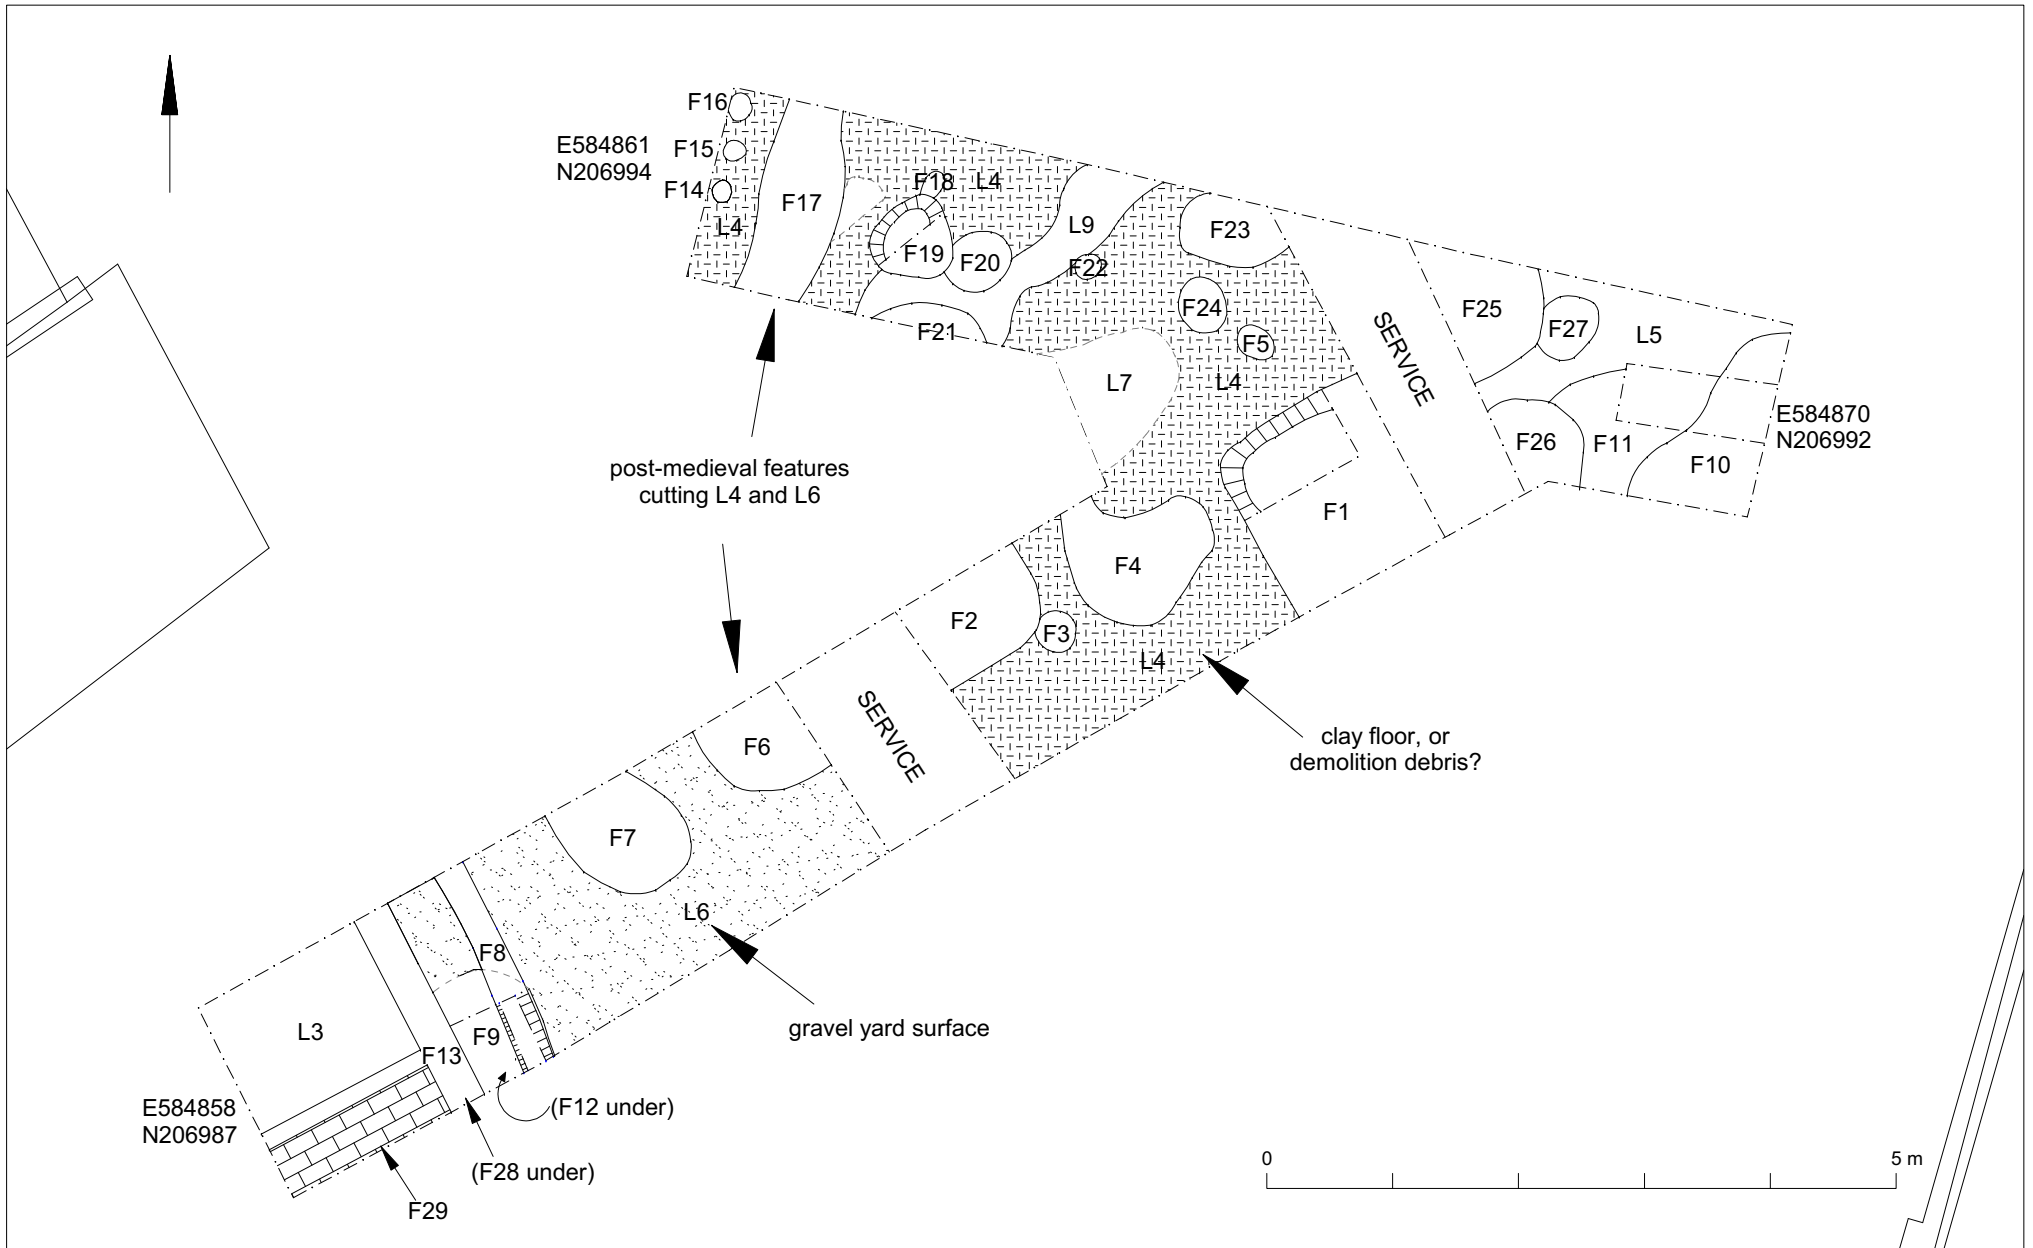 F16
E584861
N206994
F15
F14
L4
F17
F18
L4
L9
F19
F20
F22
F21
F23
F24
F5
L7
L4
SERVICE
F25
F27
L5
E584870
N206992
F26
F11
F10
F1
post-medieval features
cutting L4 and L6
F4
F2
F3
L4
SERVICE
clay floor, or
demolition debris?
F6
F7
L6
gravel yard surface
F8
L3
F9
F13
E584858
N206987
(F12 under)
(F28 under)
F29
0
5 m